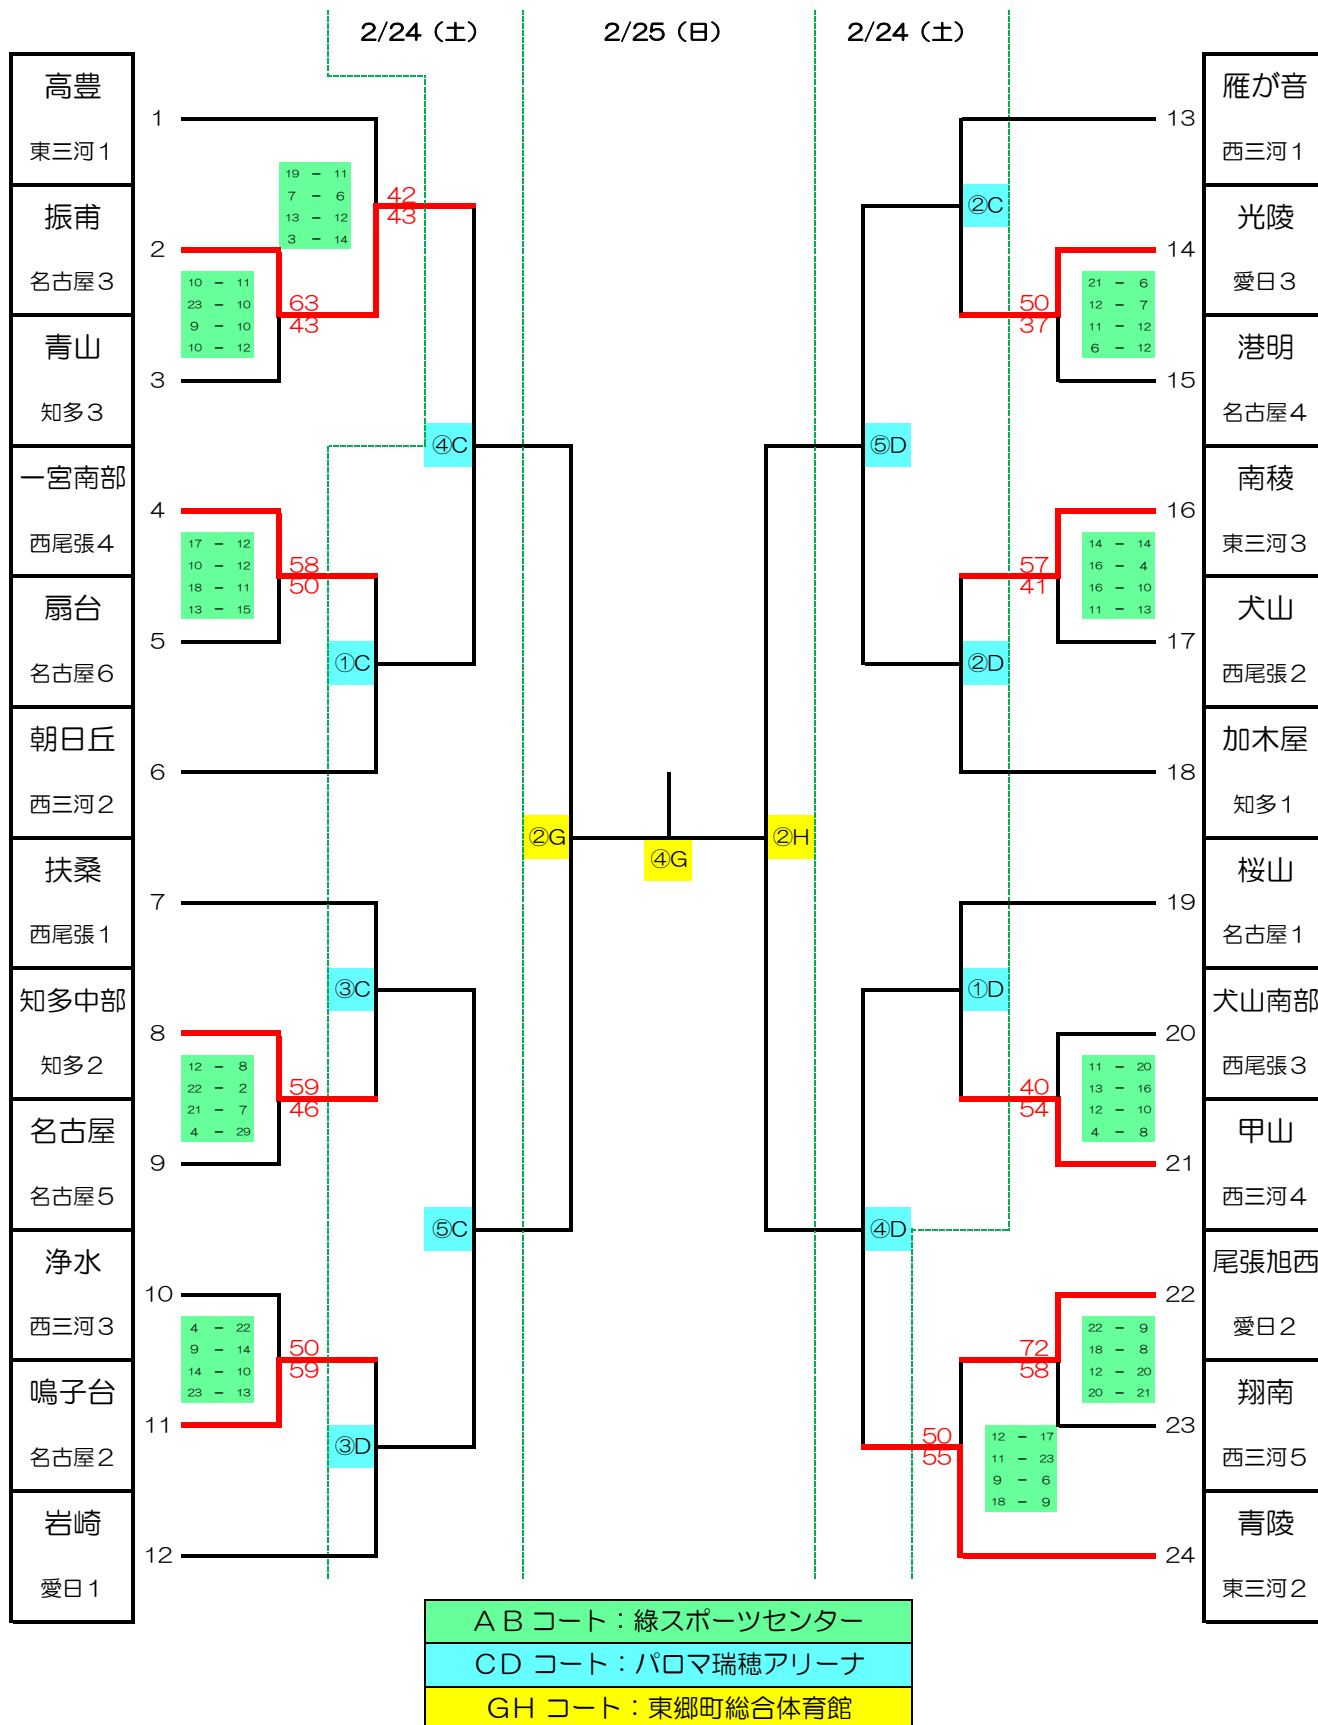 2/24（土）
2/25（日）
2/24（土）
高豊
東三河１
1
振甫
名古屋３
2
青山
知多３
3
一宮南部
西尾張４
4
扇台
名古屋６
5
朝日丘
西三河２
6
扶桑
西尾張１
7
知多中部
知多２
8
名古屋
名古屋５
9
浄水
西三河３
10
鳴子台
名古屋２
11
岩崎
愛日１
12
19 － 11
7 － 6
13 － 12
3 － 14
42
43
10 － 11
23 － 10
9 － 10
10 － 12
63
43
17 － 12
10 － 12
18 － 11
13 － 15
58
50
12 － 8
22 － 2
21 － 7
4 － 29
59
46
4 － 22
9 － 14
14 － 10
23 － 13
50
59
④C
①C
③C
⑤C
③D
②G
④G
②H
②C
⑤D
②D
①D
④D
21 － 6
12 － 7
11 － 12
6 － 12
50
37
14 － 14
16 － 4
16 － 10
11 － 13
57
41
11 － 20
13 － 16
12 － 10
4 － 8
40
54
22 － 9
18 － 8
12 － 20
20 － 21
72
58
12 － 17
11 － 23
9 － 6
18 － 9
50
55
13
雁が音
西三河１
14
光陵
愛日３
15
港明
名古屋４
16
南稜
東三河３
17
犬山
西尾張２
18
加木屋
知多１
19
桜山
名古屋１
20
犬山南部
西尾張３
21
甲山
西三河４
22
尾張旭西
愛日２
23
翔南
西三河５
24
青陵
東三河２
ＡＢ コート：緑スポーツセンター
ＣＤ コート：パロマ瑞穂アリーナ
ＧＨ コート：東郷町総合体育館